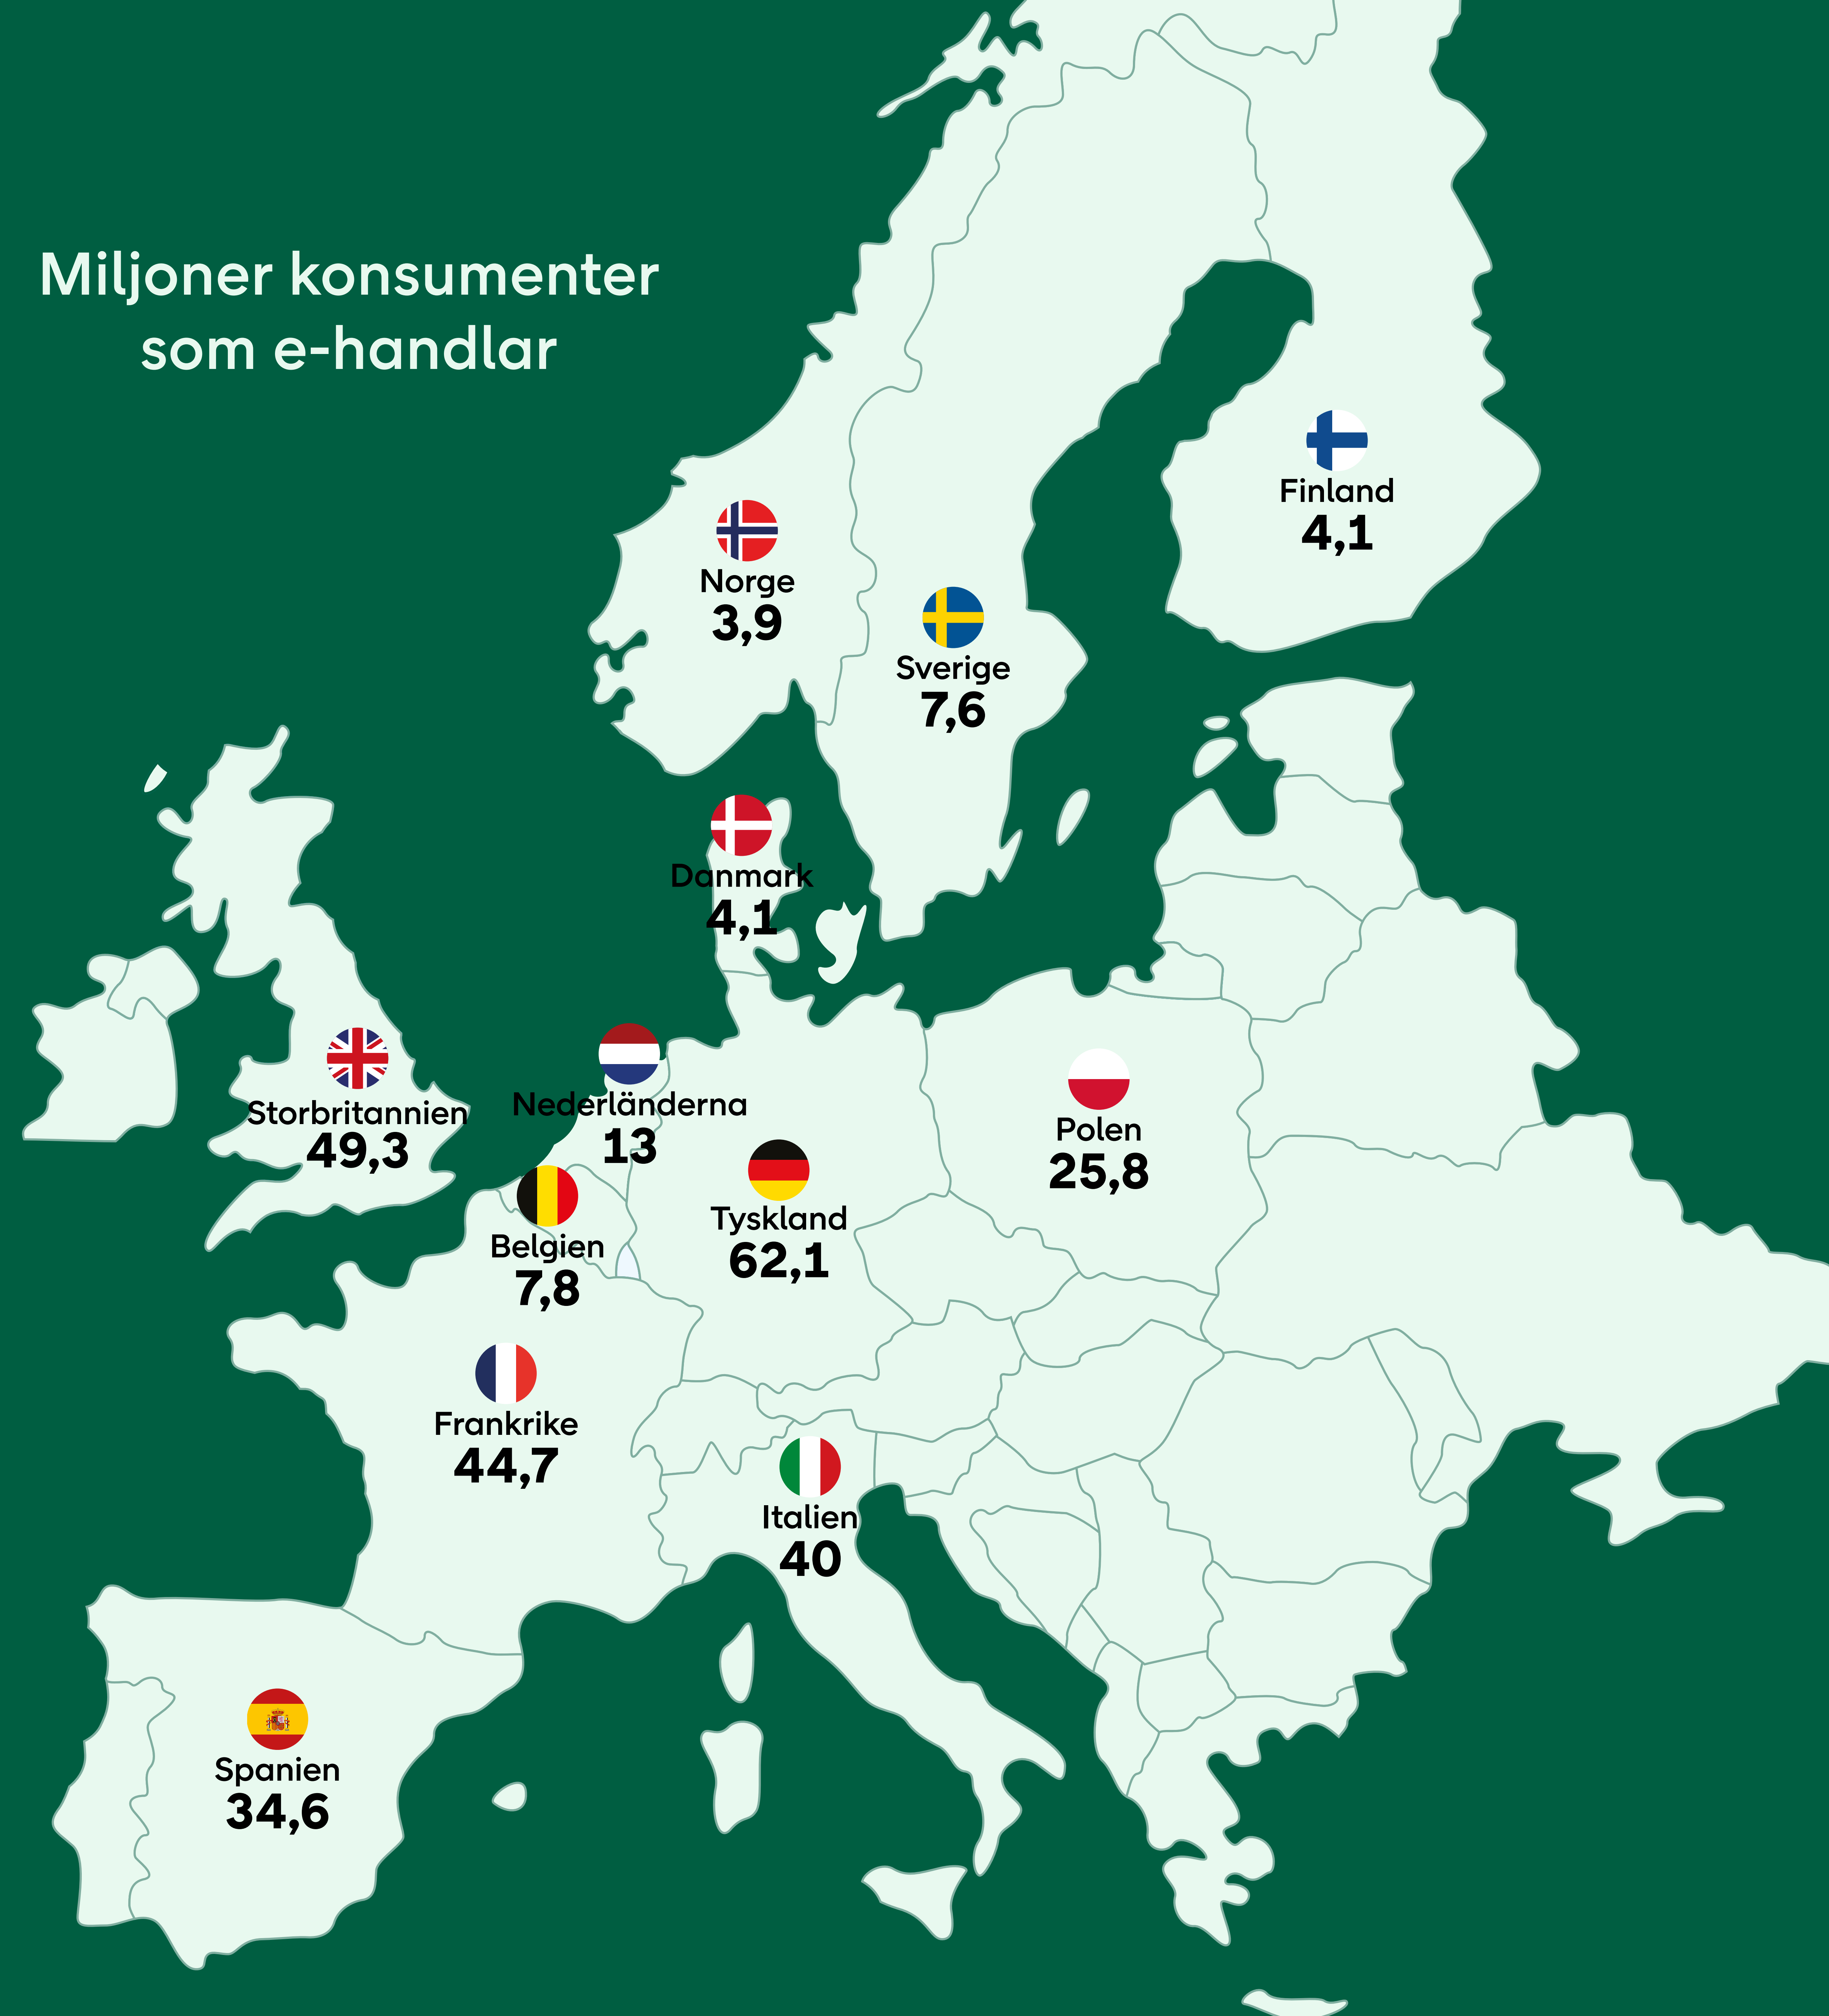 Miljoner konsumenter
som e-handlar
Finland
4,1
Norge
3,9
Sverige
7,6
Danmark
4,1
Storbritannien
49,3
Nederländerna
13
Polen
25,8
Tyskland
62,1
Belgien
7,8
Frankrike
44,7
Italien
40
Spanien
34,6